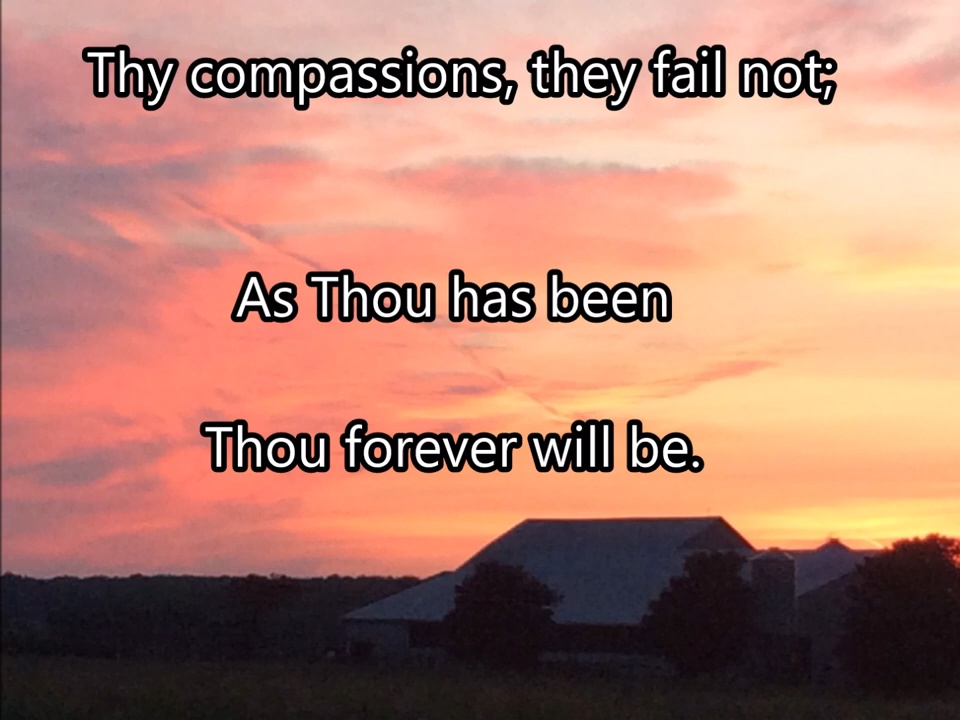 Thy compassions, they fail not;
As Thou has been
Thou forever will be.